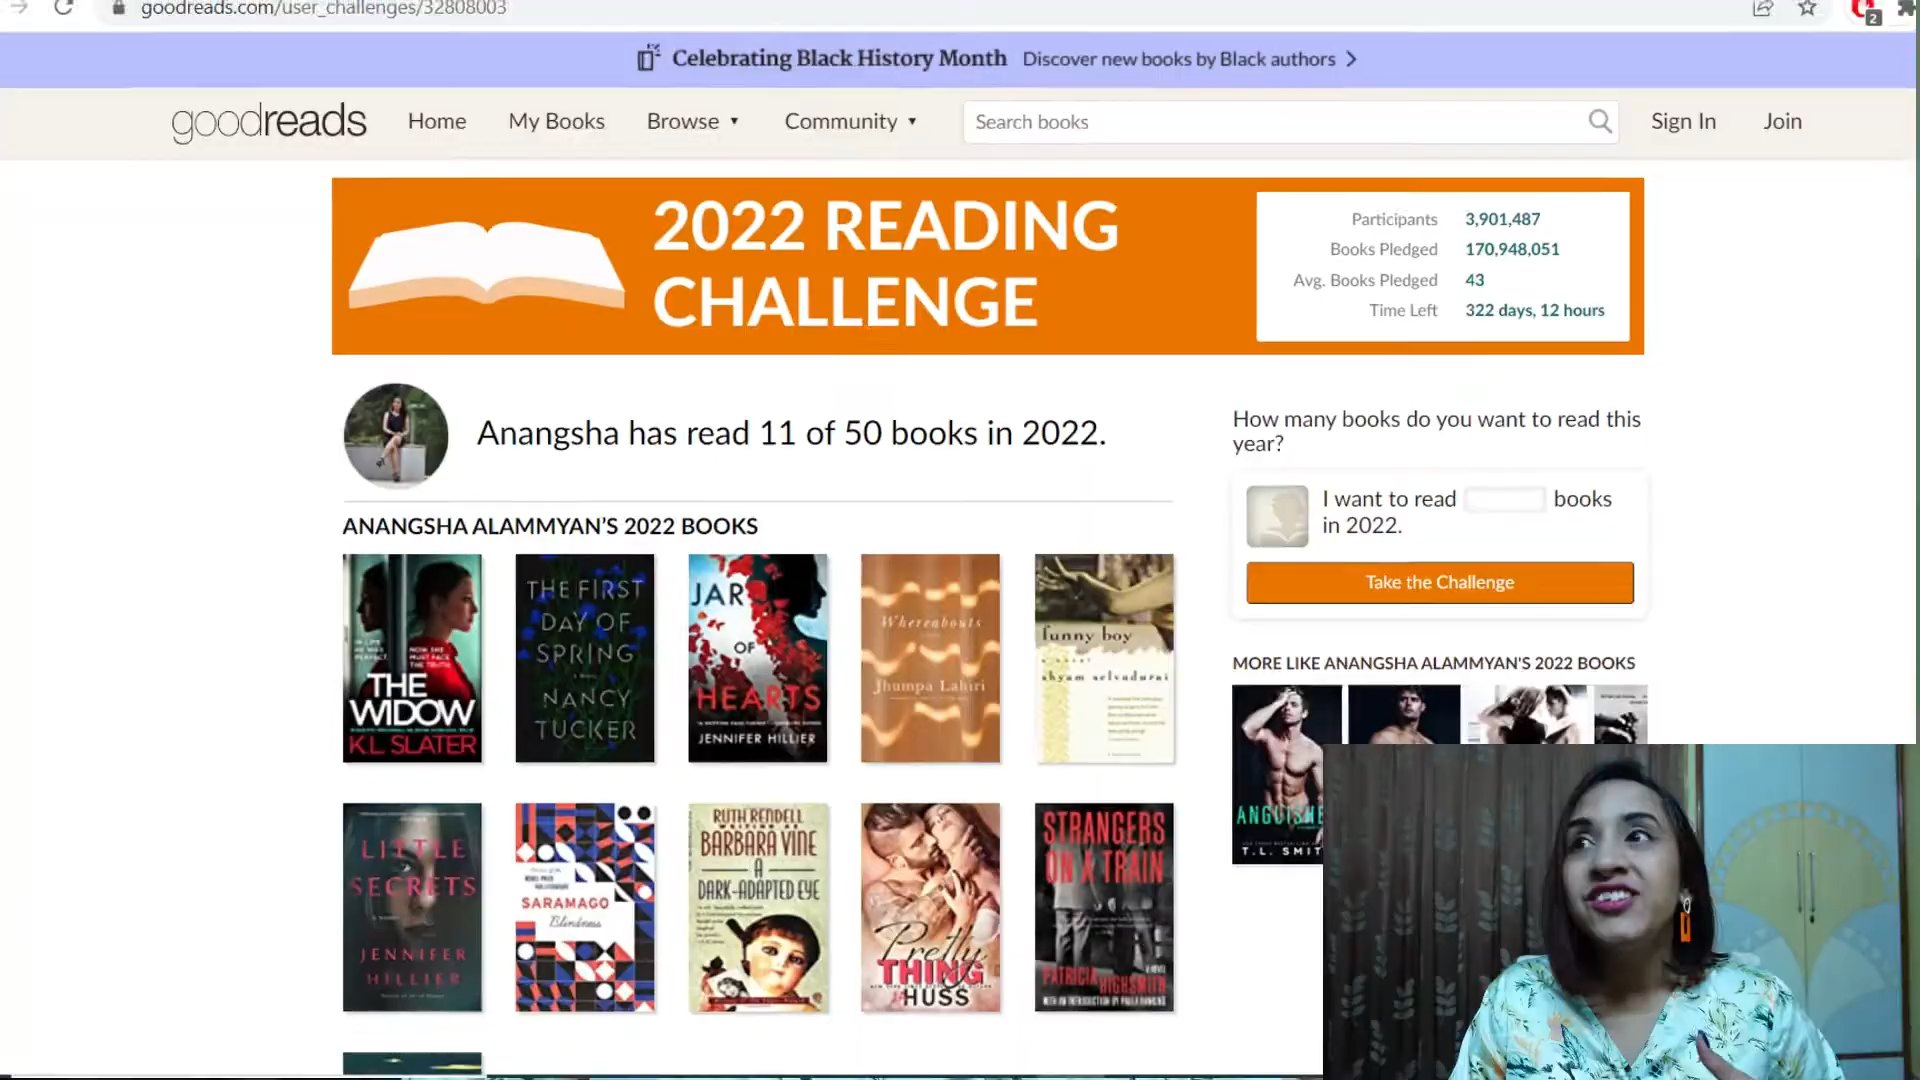 goodreads.com/user_challenges/32808003
2
Celebrating Black History Month Discover new books by Black authors
goodreads Home My Books Browse Community Search books Sign In Join
2022 READING
CHALLENGE
Participants 3,901,487
Books Pledged 170,948,051
Avg. Books Pledged 43
Time Left 322 days, 12 hours
Anangsha has read 11 of 50 books in 2022.
How many books do you want to read this
year?
I want to read books
in 2022.
Take the Challenge
ANANGSHA ALAMMYAN'S 2022 BOOKS
THE
WIDOW
K.L. SLATER
THE FIRST
DAY OF
SPRING
NANCY
TUCKER
JAR
OF
HEARTS
JENNIFER HILLIER
Whereabouts
Jhumpa Lahiri
funny boy
shyam selvadurai
MORE LIKE ANANGSHA ALAMMYAN'S 2022 BOOKS
ANGUISHE
T.L. SMIT
LITTLE
SECRETS
JENNIFER
HILLIER
SARAMAGO
Blindness
RUTH RENDELL
WRITING AS
BARBARA VINE
A
DARK-ADAPTED EYE
Pretty
THING
HUSS
STRANGERS
ON A TRAIN
PATRICIA HIGHSMITH